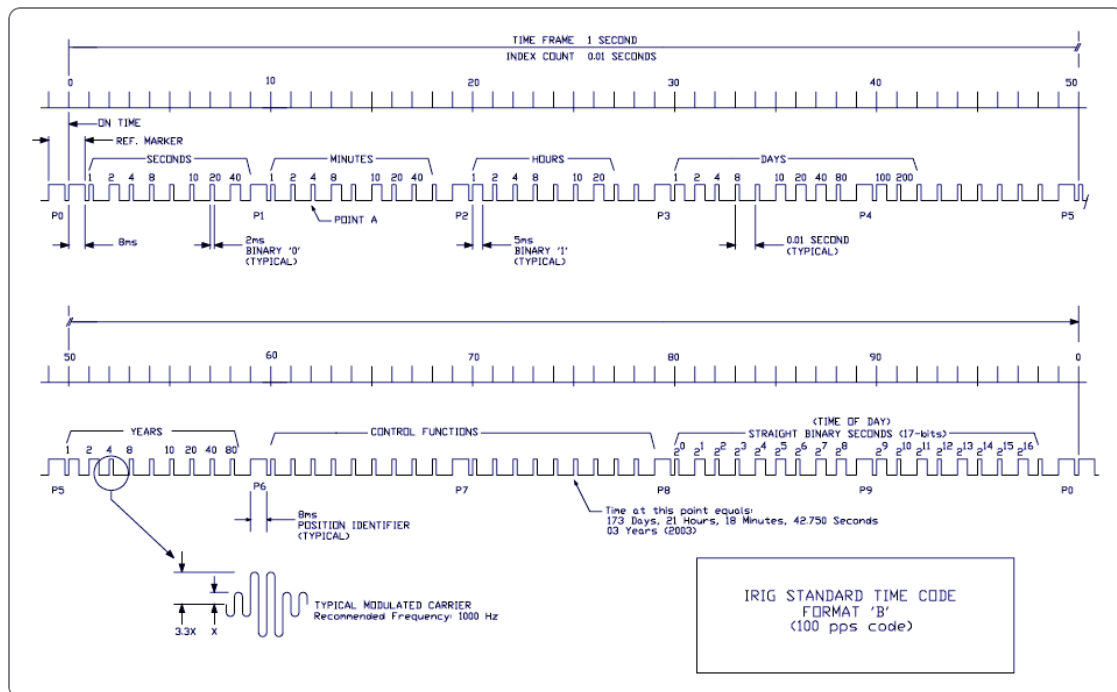 TIME FRAME 1 SECOND
INDEX COUNT 0.01 SECONDS
0 10 20 30 40 50
ON TIME
REF. MARKER
SECONDS MINUTES HOURS DAYS
1 2 4 8 10 20 40 1 2 4 8 10 20 40 1 2 4 8 10 20 1 2 4 8 10 20 40 80 100 200
P0 P1 P2 P3 P4 P5
POINT A
8ms
2ms
BINARY '0'
(TYPICAL)
5ms
BINARY '1'
(TYPICAL)
0.01 SECOND
(TYPICAL)
50 60 70 80 90 0
(TIME OF DAY)
YEARS CONTROL FUNCTIONS STRAIGHT BINARY SECONDS (17-bits)
1 2 4 8 10 20 40 80 2^0 2^1 2^2 2^3 2^4 2^5 2^6 2^7 2^8 2^9 2^10 2^11 2^12 2^13 2^14 2^15 2^16
P5 P6 P7 P8 P9 P0
8ms
POSITION IDENTIFIER
(TYPICAL)
Time at this point equals:
173 Days, 21 Hours, 18 Minutes, 42.750 Seconds
03 Years (2003)
TYPICAL MODULATED CARRIER
Recommended Frequency: 1000 Hz
3.3X X
IRIG STANDARD TIME CODE
FORMAT 'B'
(100 pps code)